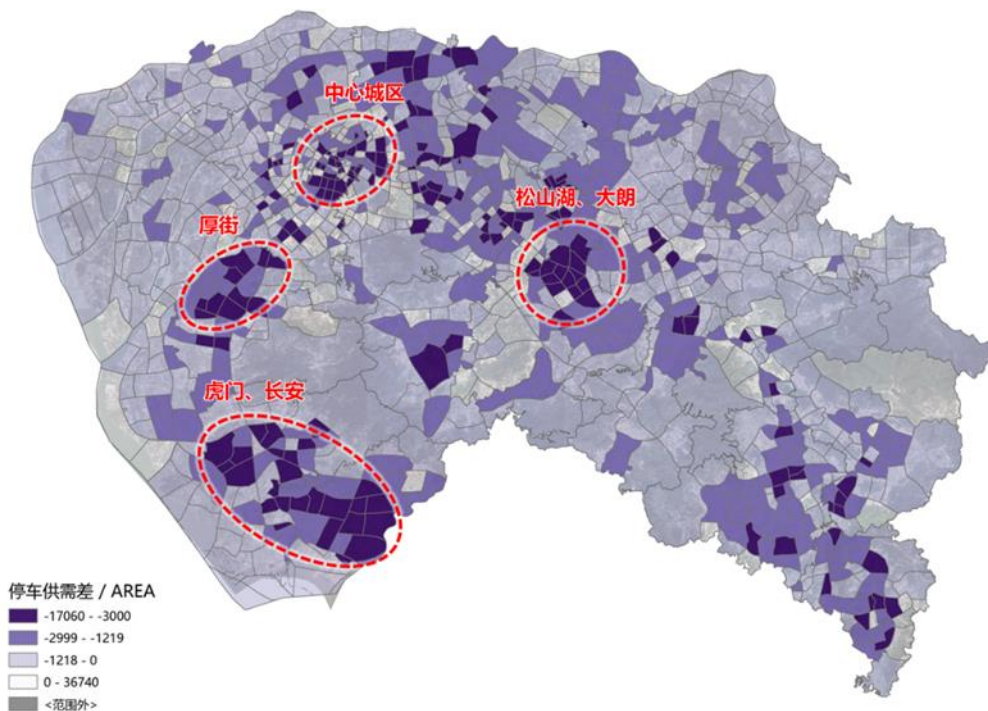 中心城区
松山湖、大朗
厚街
虎门、长安
停车供需差 / AREA
-17060 - -3000
-2999 - -1219
-1218 - 0
0 - 36740
<范围外>